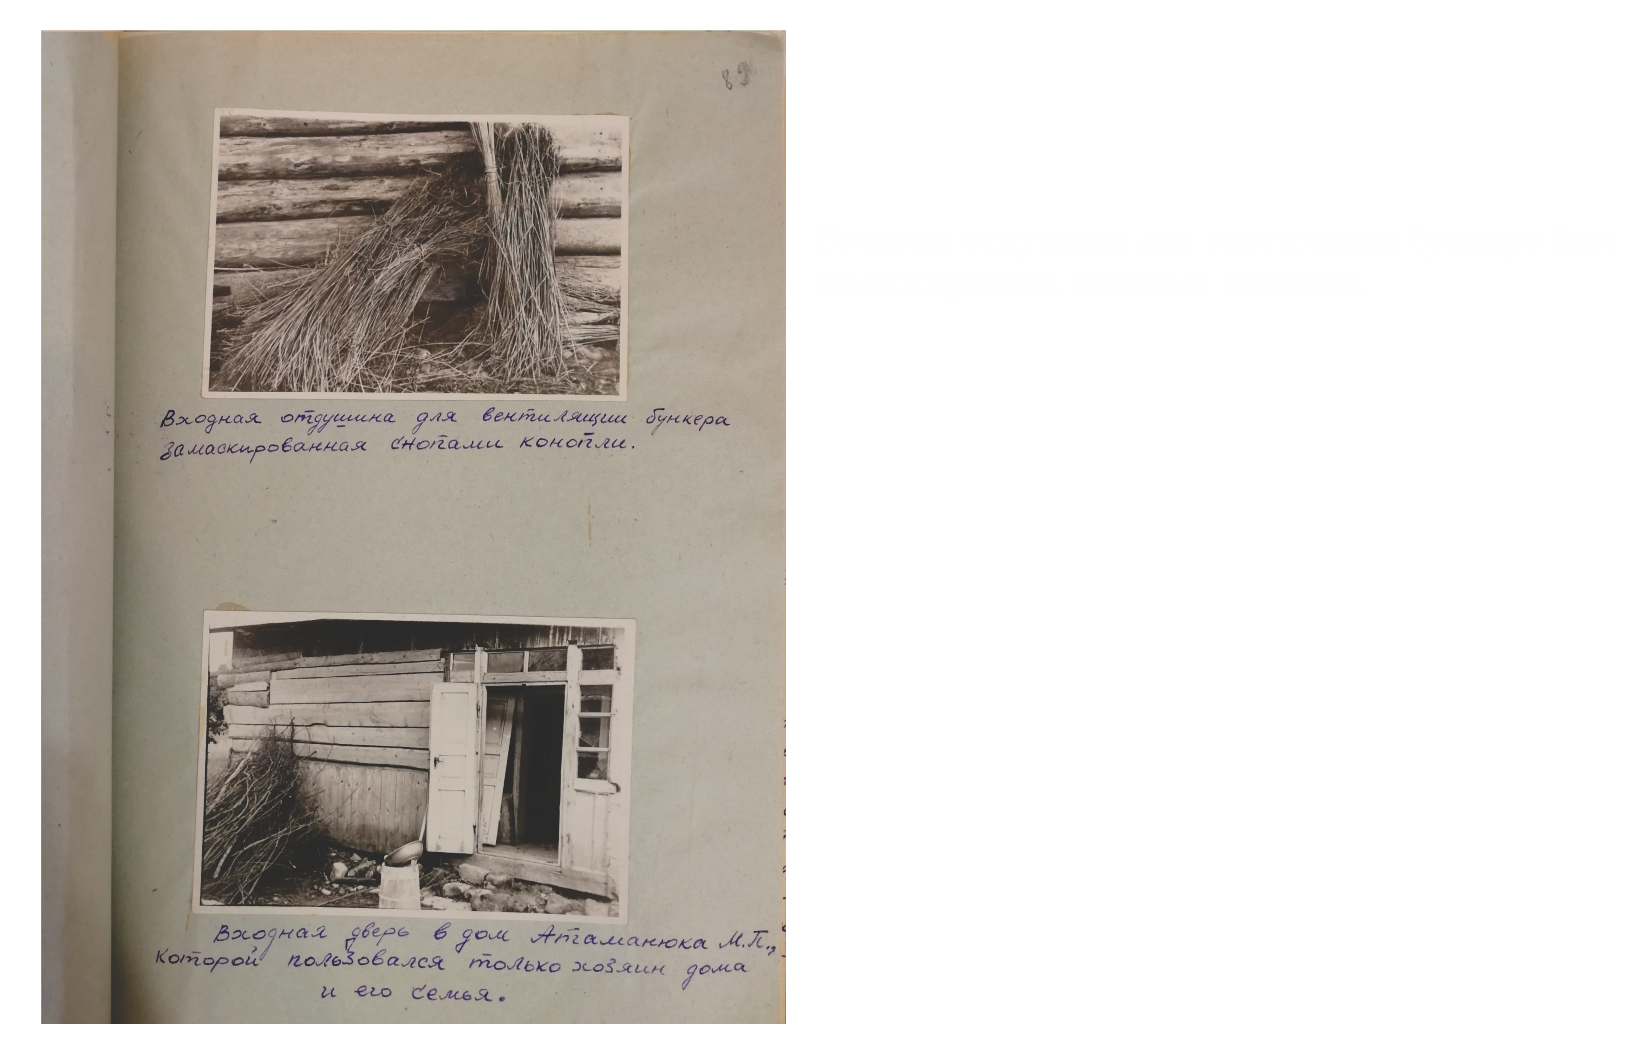 89
Входная отдушина для вентиляции бункера
замаскированная снопами конопли.
Входная дверь в дом Атаманюка М.П.,
которой пользовался только хозяин дома
и его семья.